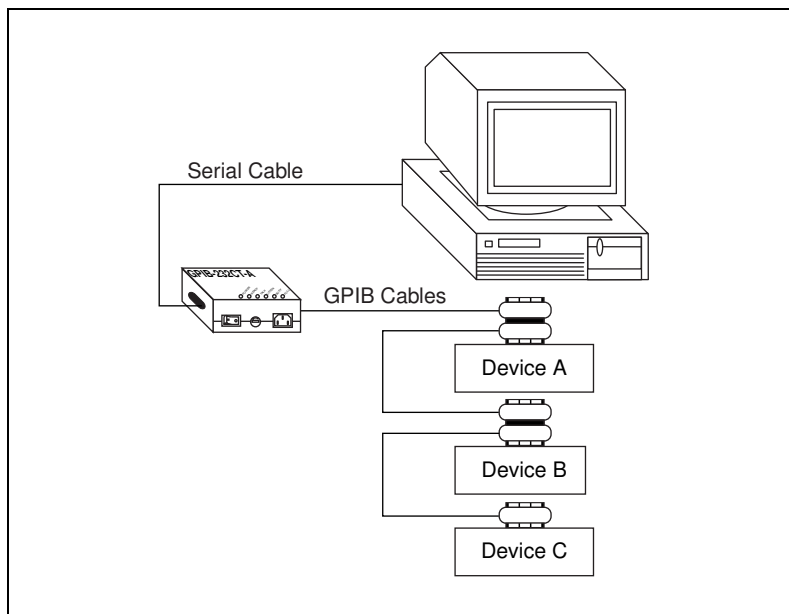 Serial Cable
GPIB-232CT-A
GPIB Cables
Device A
Device B
Device C